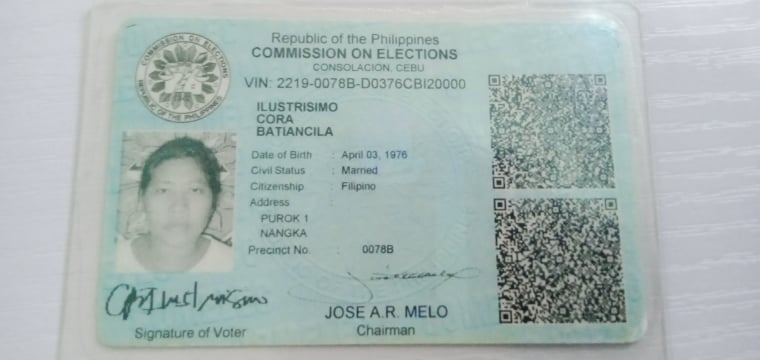 Republic of the Philippines
COMMISSION ON ELECTIONS
CONSOLACION, CEBU
VIN: 2219-0078B-D0376CBI20000
COMMISSION ON ELECTIONS
REPUBLIC OF THE PHILIPPINES
ILUSTRISIMO
CORA
BATIANCILA
Date of Birth : April 03, 1976
Civil Status : Married
Citizenship : Filipino
Address :
PUROK 1
NANGKA
Precinct No. : 0078B
JOSE A.R. MELO
Chairman
Signature of Voter